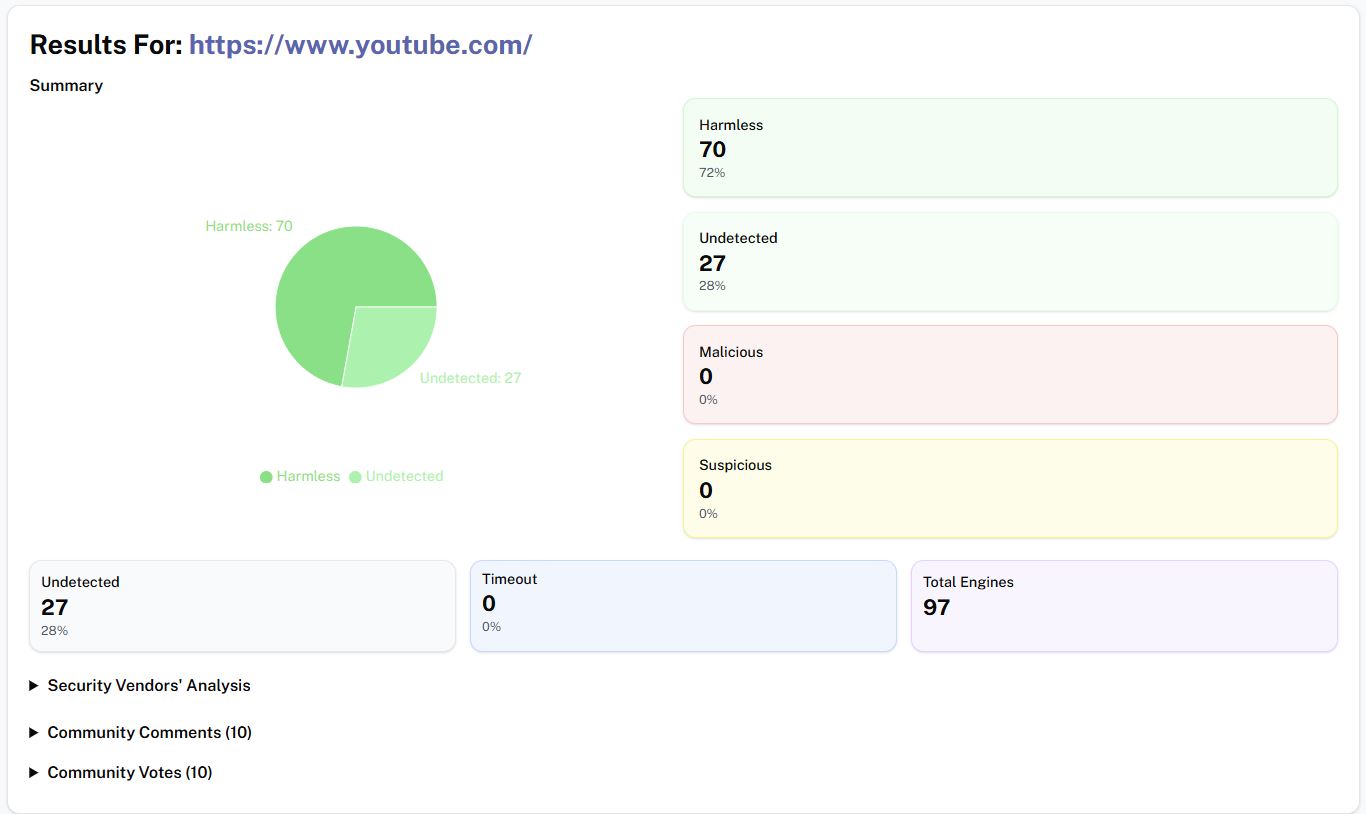 Results For: https://www.youtube.com/
Summary
Harmless: 70
Undetected: 27
Harmless Undetected
Harmless
70
72%
Undetected
27
28%
Malicious
0
0%
Suspicious
0
0%
Undetected
27
28%
Timeout
0
0%
Total Engines
97
Security Vendors' Analysis
Community Comments (10)
Community Votes (10)